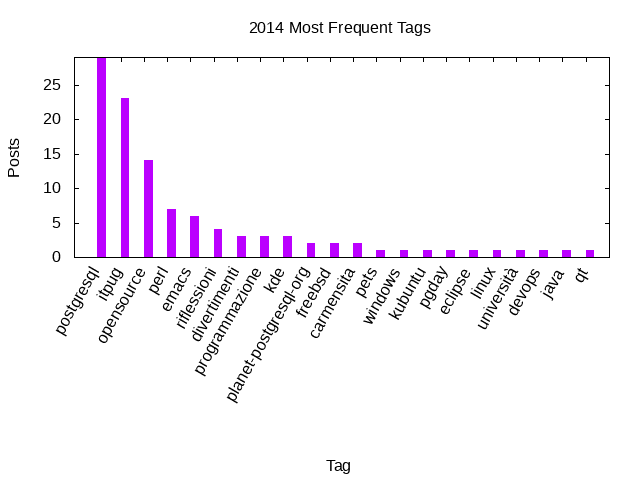 2014 Most Frequent Tags
Posts
25
20
15
10
5
0
postgresql
itpug
opensource
perl
emacs
riflessioni
divertimenti
programmazione
kde
planet-postgresql-org
freebsd
carmensita
pets
windows
kubuntu
pgday
eclipse
linux
università
devops
java
qt
Tag